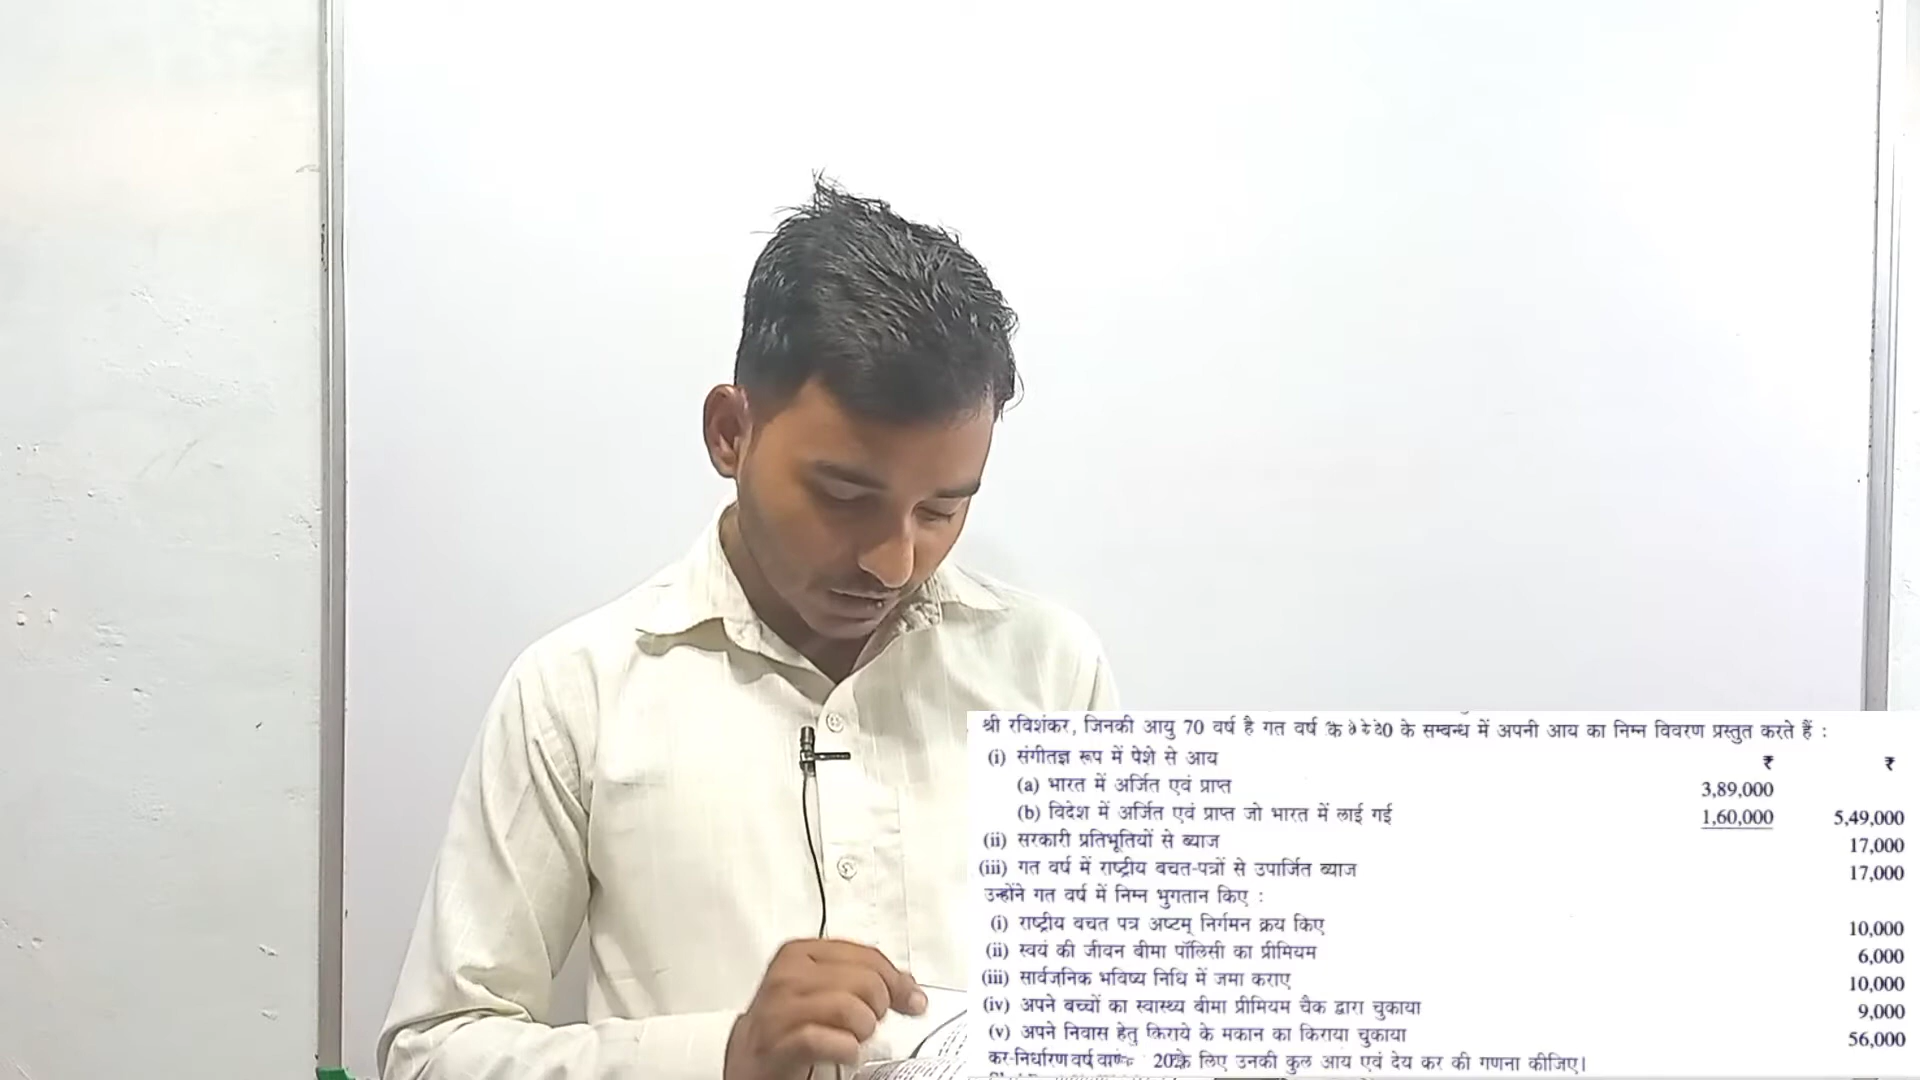 श्री रविशंकर, जिनकी आयु 70 वर्ष है गत वर्ष के सम्बन्ध में अपनी आय का निम्न विवरण प्रस्तुत करते हैं :
(i) संगीतज्ञ रूप में पेशे से आय ₹ ₹
(a) भारत में अर्जित एवं प्राप्त 3,89,000
(b) विदेश में अर्जित एवं प्राप्त जो भारत में लाई गई 1,60,000 5,49,000
(ii) सरकारी प्रतिभूतियों से ब्याज 17,000
(iii) गत वर्ष में राष्ट्रीय बचत-पत्रों से उपार्जित ब्याज 17,000
उन्होंने गत वर्ष में निम्न भुगतान किए :
(i) राष्ट्रीय बचत पत्र अष्टम् निर्गमन क्रय किए 10,000
(ii) स्वयं की जीवन बीमा पॉलिसी का प्रीमियम 6,000
(iii) सार्वजनिक भविष्य निधि में जमा कराए 10,000
(iv) अपने बच्चों का स्वास्थ्य बीमा प्रीमियम चैक द्वारा चुकाया 9,000
(v) अपने निवास हेतु किराये के मकान का किराया चुकाया 56,000
कर-निर्धारण वर्ष के लिए उनकी कुल आय एवं देय कर की गणना कीजिए।